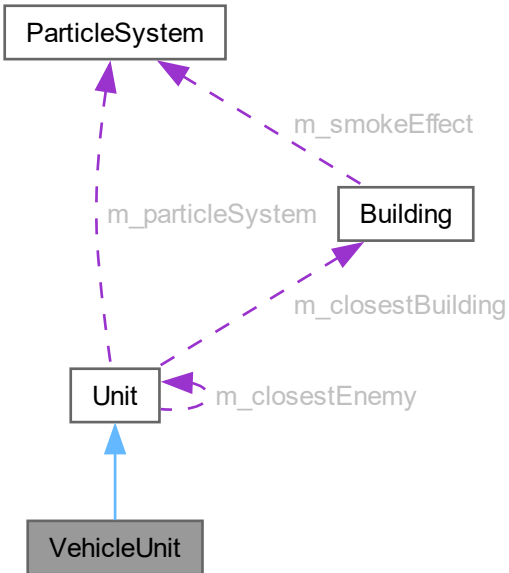 ParticleSystem
m_smokeEffect
m_particleSystem
Building
m_closestBuilding
Unit
m_closestEnemy
VehicleUnit